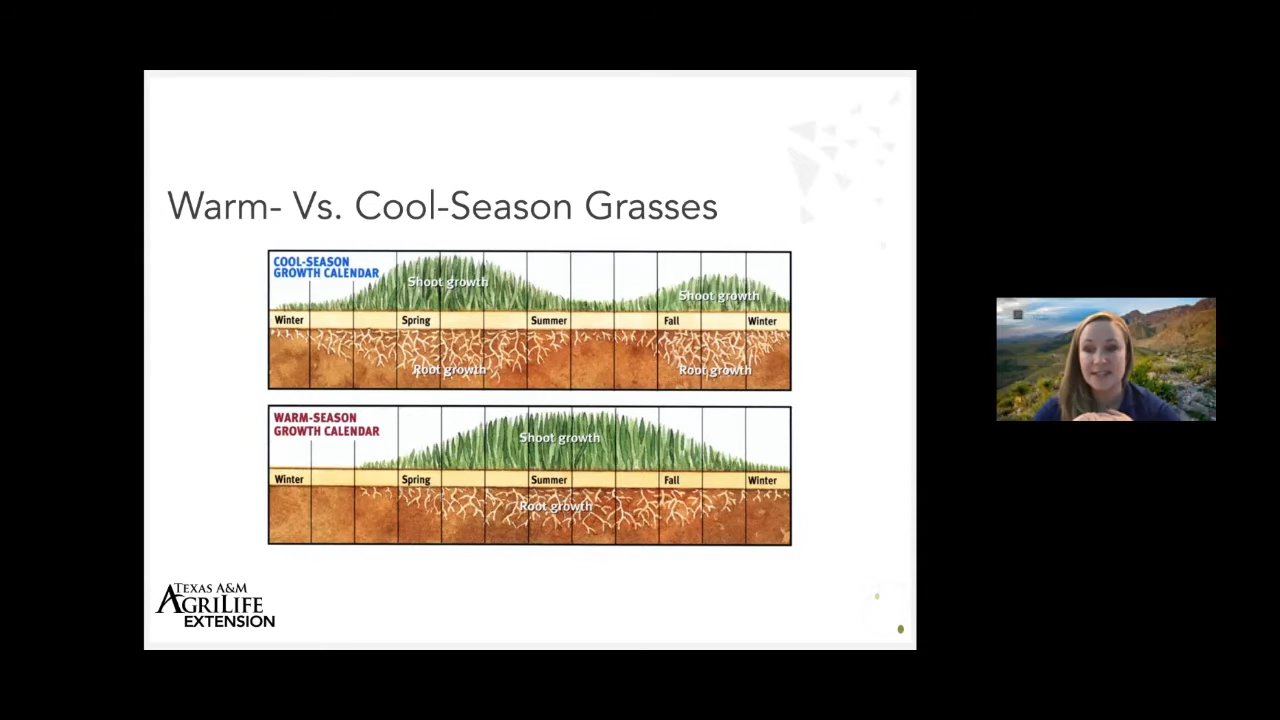 Warm- Vs. Cool-Season Grasses
COOL-SEASON
GROWTH CALENDAR
Shoot growth
Shoot growth
Winter Spring Summer Fall Winter
Root growth
Root growth
WARM-SEASON
GROWTH CALENDAR
Shoot growth
Winter Spring Summer Fall Winter
Root growth
TEXAS A&M
AGRILIFE
EXTENSION